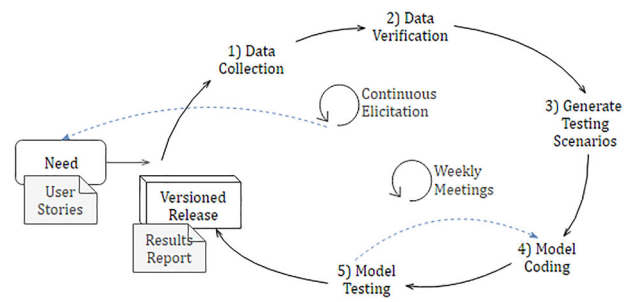 1) Data
Collection
2) Data
Verification
3) Generate
Testing
Scenarios
4) Model
Coding
5) Model
Testing
Continuous
Elicitation
Weekly
Meetings
Need
User
Stories
Versioned
Release
Results
Report